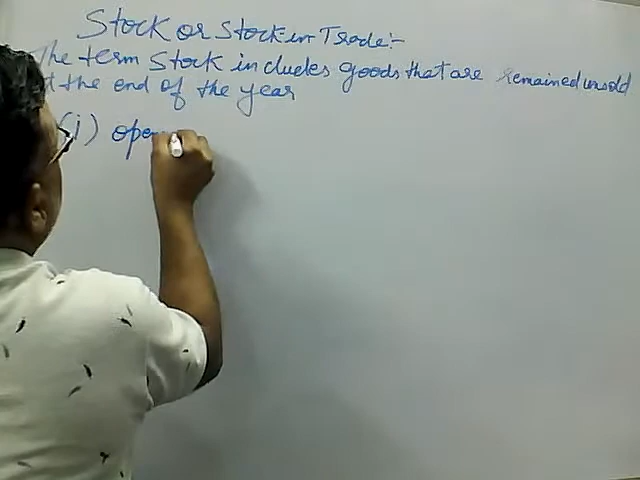 Stock or Stock in Trade:-
The term Stock includes goods that are remained unsold
at the end of the year
(i) open